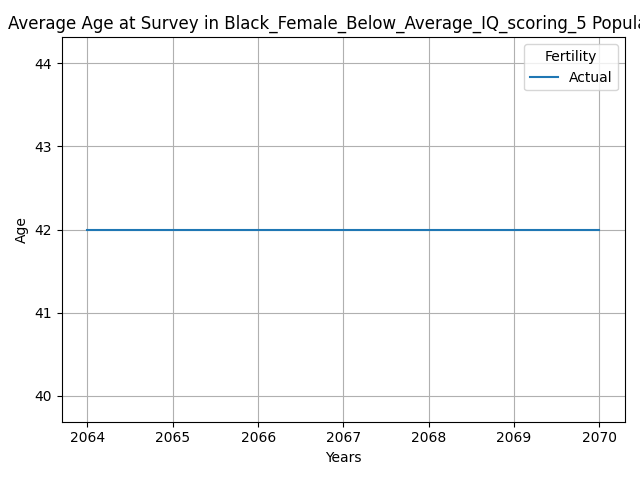 Average Age at Survey in Black_Female_Below_Average_IQ_scoring_5
Fertility
Actual
44
43
42
41
40
Age
2064 2065 2066 2067 2068 2069 2070
Years